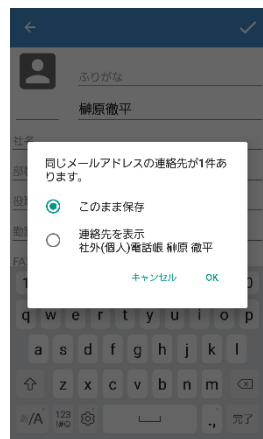 ふりがな
榊原徹平
社名
同じメールアドレスの連絡先が1件あ
ります。
このまま保存
連絡先を表示
社外(個人)電話帳 榊原 徹平
キャンセル OK
FA
q w e r t y u i o p
a s d f g h j k l
z x c v b n m
/A 123 !#☺ ., 完了